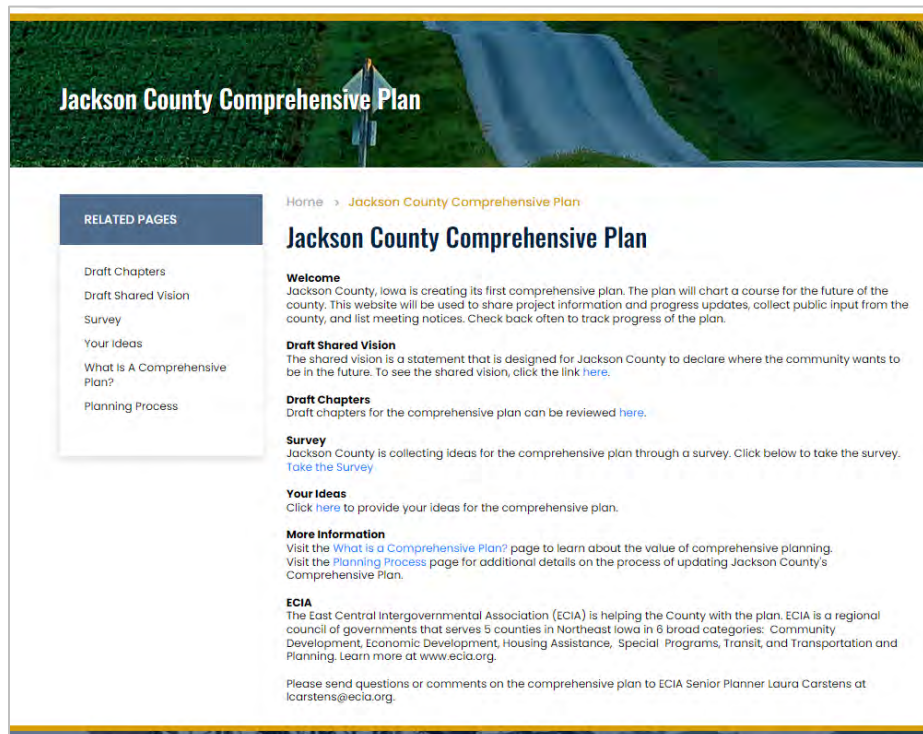 Jackson County Comprehensive Plan
RELATED PAGES
Draft Chapters
Draft Shared Vision
Survey
Your Ideas
What Is A Comprehensive
Plan?
Planning Process
Home > Jackson County Comprehensive Plan
Jackson County Comprehensive Plan
Welcome
Jackson County, Iowa is creating its first comprehensive plan. The plan will chart a course for the future of the
county. This website will be used to share project information and progress updates, collect public input from the
county, and list meeting notices. Check back often to track progress of the plan.
Draft Shared Vision
The shared vision is a statement that is designed for Jackson County to declare where the community wants to
be in the future. To see the shared vision, click the link here.
Draft Chapters
Draft chapters for the comprehensive plan can be reviewed here.
Survey
Jackson County is collecting ideas for the comprehensive plan through a survey. Click below to take the survey.
Take the Survey
Your Ideas
Click here to provide your ideas for the comprehensive plan.
More Information
Visit the What is a Comprehensive Plan? page to learn about the value of comprehensive planning.
Visit the Planning Process page for additional details on the process of updating Jackson County's
Comprehensive Plan.
ECIA
The East Central Intergovernmental Association (ECIA) is helping the County with the plan. ECIA is a regional
council of governments that serves 5 counties in Northeast Iowa in 6 broad categories: Community
Development, Economic Development, Housing Assistance, Special Programs, Transit, and Transportation and
Planning. Learn more at www.ecia.org.
Please send questions or comments on the comprehensive plan to ECIA Senior Planner Laura Carstens at
lcarstens@ecia.org.